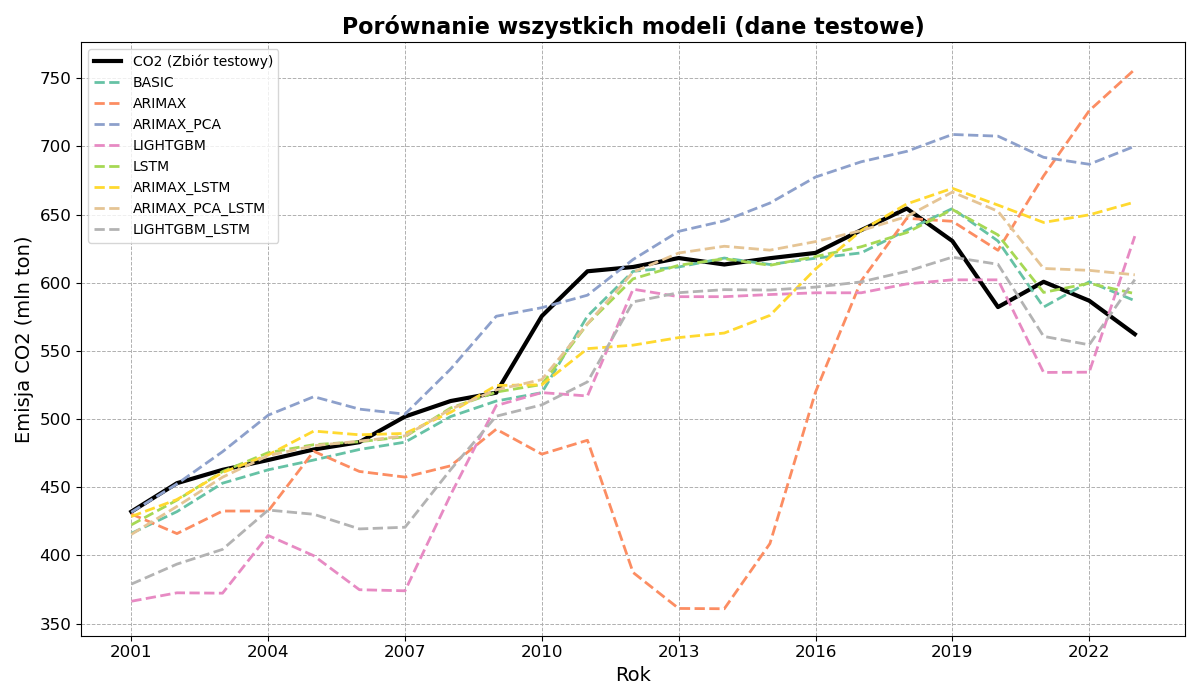 Porównanie wszystkich modeli (dane testowe)
CO2 (Zbiór testowy)
BASIC
ARIMAX
ARIMAX_PCA
LIGHTGBM
LSTM
ARIMAX_LSTM
ARIMAX_PCA_LSTM
LIGHTGBM_LSTM
Emisja CO2 (mln ton)
750
700
650
600
550
500
450
400
350
2001 2004 2007 2010 2013 2016 2019 2022
Rok